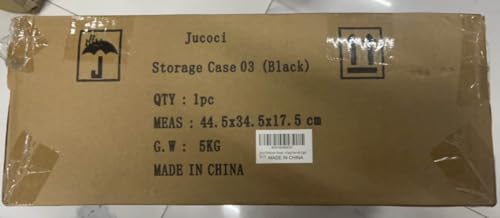 Jucoci
Storage Case 03 (Black)
QTY : 1pc
MEAS : 44.5x34.5x17.5 cm
G.W : 5KG
MADE IN CHINA
MADE IN CHINA